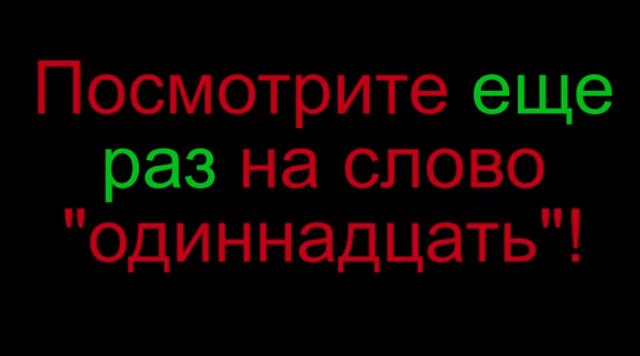 Посмотрите еще
раз на слово
"одиннадцать"!